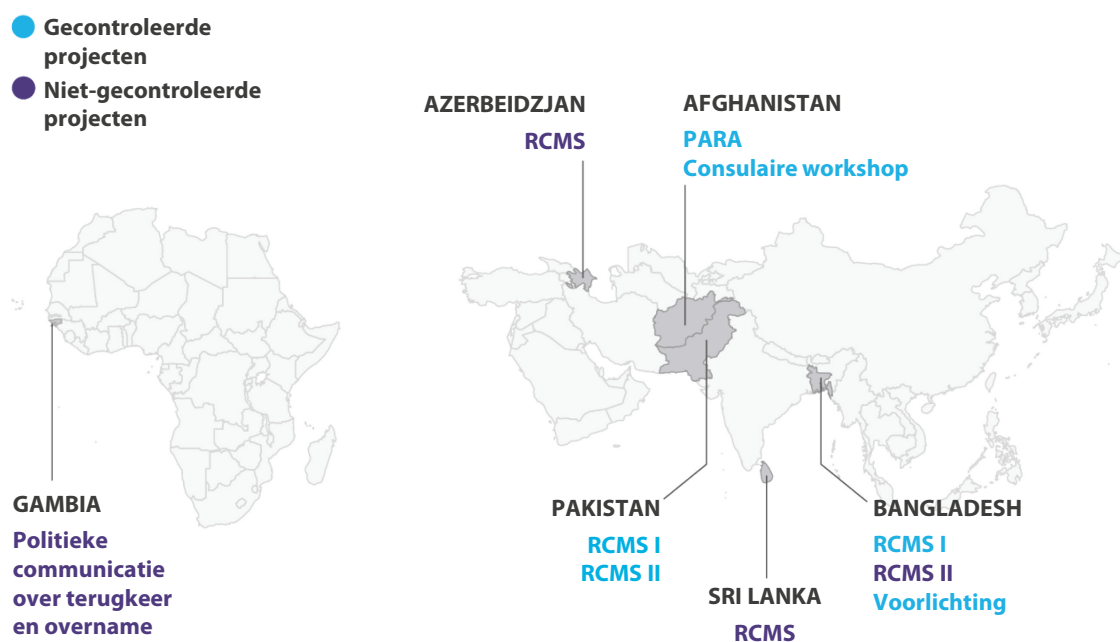 Gecontroleerde
projecten
Niet-gecontroleerde
projecten
AZERBEIDZJAN
RCMS
AFGHANISTAN
PARA
Consulaire workshop
GAMBIA
Politieke
communicatie
over terugkeer
en overname
PAKISTAN
RCMS I
RCMS II
SRI LANKA
RCMS
BANGLADESH
RCMS I
RCMS II
Voorlichting